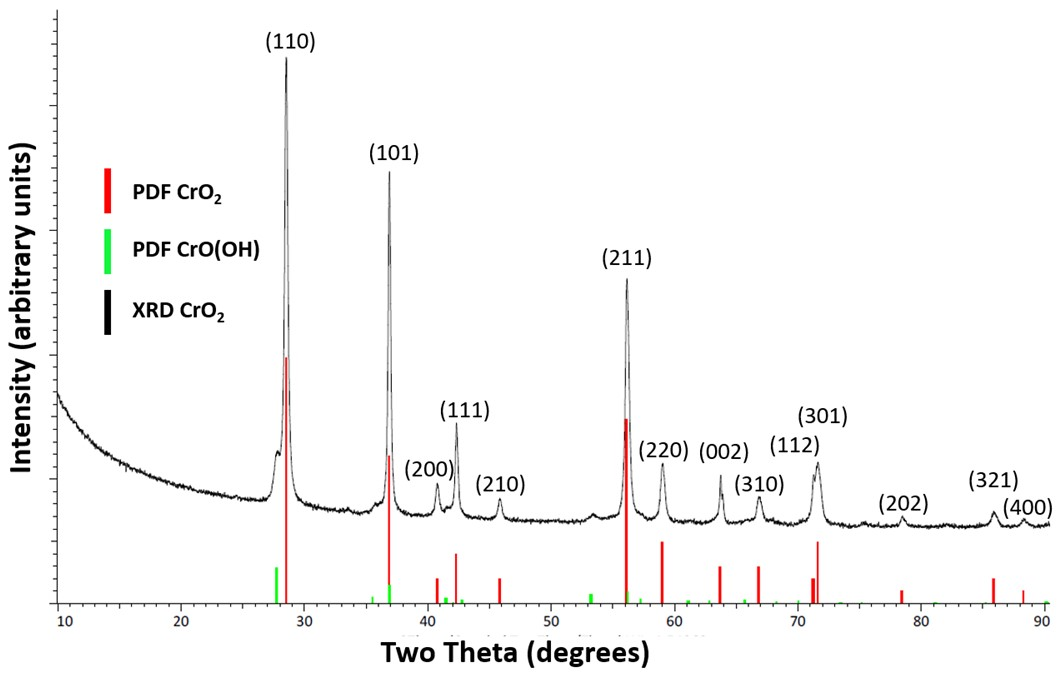 (110)
(101)
PDF CrO₂
PDF CrO(OH)
XRD CrO₂
(211)
(111)
(200)
(210)
(220)
(002)
(310)
(112)
(301)
(202)
(321)
(400)
Intensity (arbitrary units)
10 20 30 40 50 60 70 80 90
Two Theta (degrees)